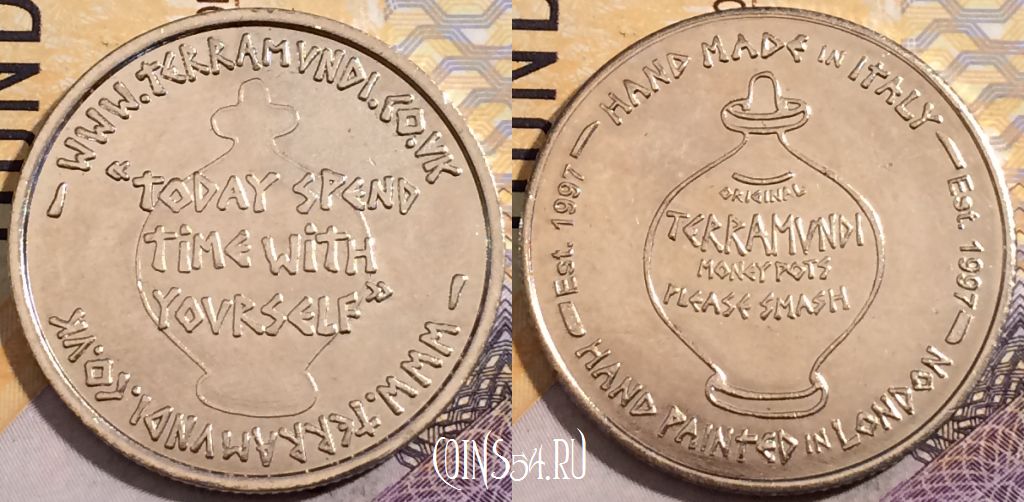 WWW.TERRAMVNDI.CO.VK
"TODAY SPEND
TIME WITH
YOVRSELF"
WWW.TERRAMVNDI.CO.VK
HAND MADE in ITALY
Est. 1997
ORIGINAL
TERRAMVNDI
MONEY POTS
PLEASE SMASH
Est. 1997
HAND PAINTED IN LONDON
COINS54.RU